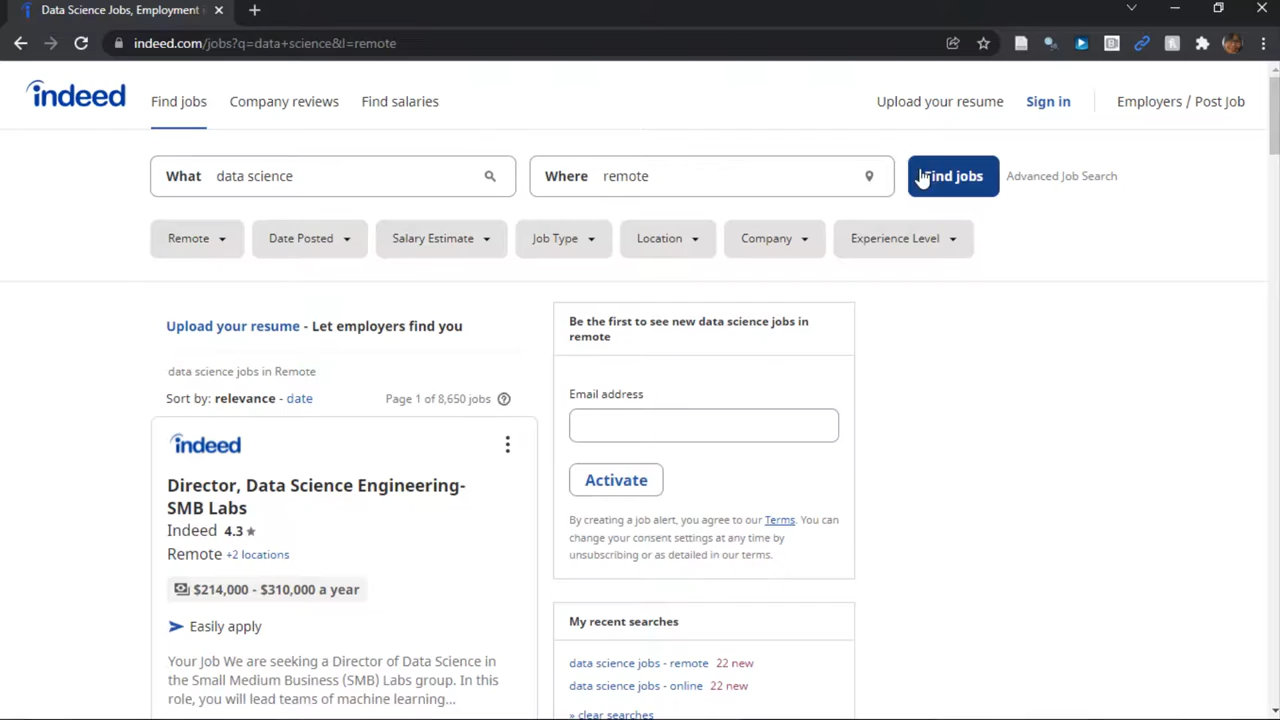 Data Science Jobs, Employment
indeed.com/jobs?q=data+science&l=remote
indeed
Find jobs
Company reviews
Find salaries
Upload your resume
Sign in
Employers / Post Job
What data science
Where remote
Find jobs
Advanced Job Search
Remote
Date Posted
Salary Estimate
Job Type
Location
Company
Experience Level
Upload your resume - Let employers find you
data science jobs in Remote
Sort by: relevance - date
Page 1 of 8,650 jobs
indeed
Director, Data Science Engineering-
SMB Labs
Indeed 4.3
Remote +2 locations
$214,000 - $310,000 a year
Easily apply
Your Job We are seeking a Director of Data Science in
the Small Medium Business (SMB) Labs group. In this
role, you will lead teams of machine learning...
Be the first to see new data science jobs in
remote
Email address
Activate
By creating a job alert, you agree to our Terms. You can
change your consent settings at any time by
unsubscribing or as detailed in our terms.
My recent searches
data science jobs - remote 22 new
data science jobs - online 22 new
» clear searches